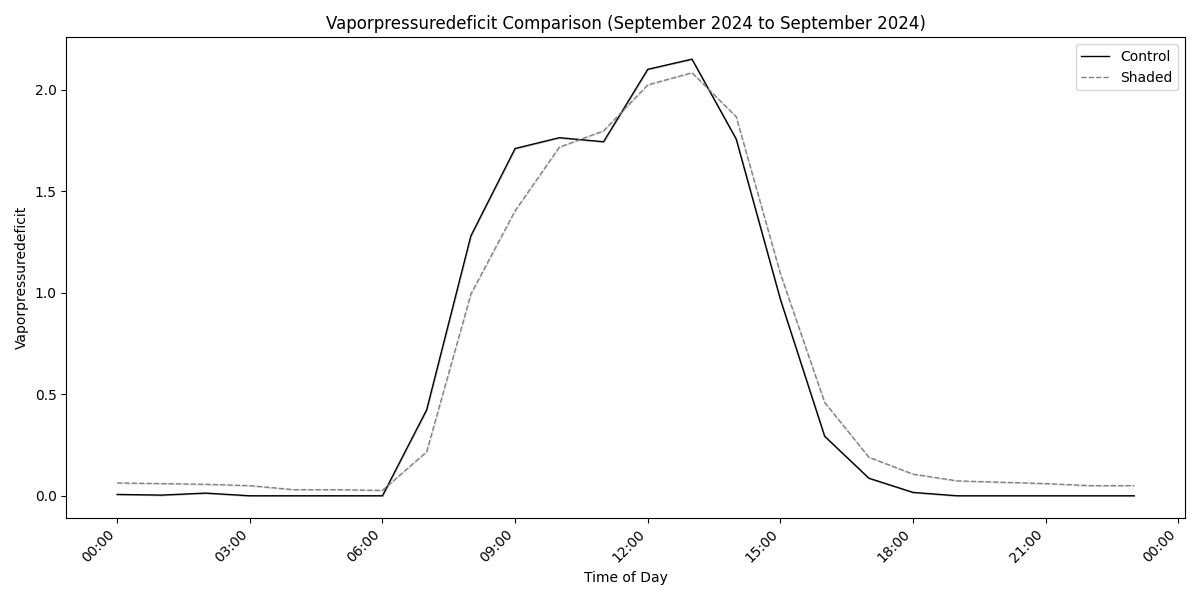 Vaporpressuredeficit Comparison (September 2024 to September 2024)
Control
Shaded
Vaporpressuredeficit
2.0
1.5
1.0
0.5
0.0
00:00
03:00
06:00
09:00
12:00
15:00
18:00
21:00
00:00
Time of Day